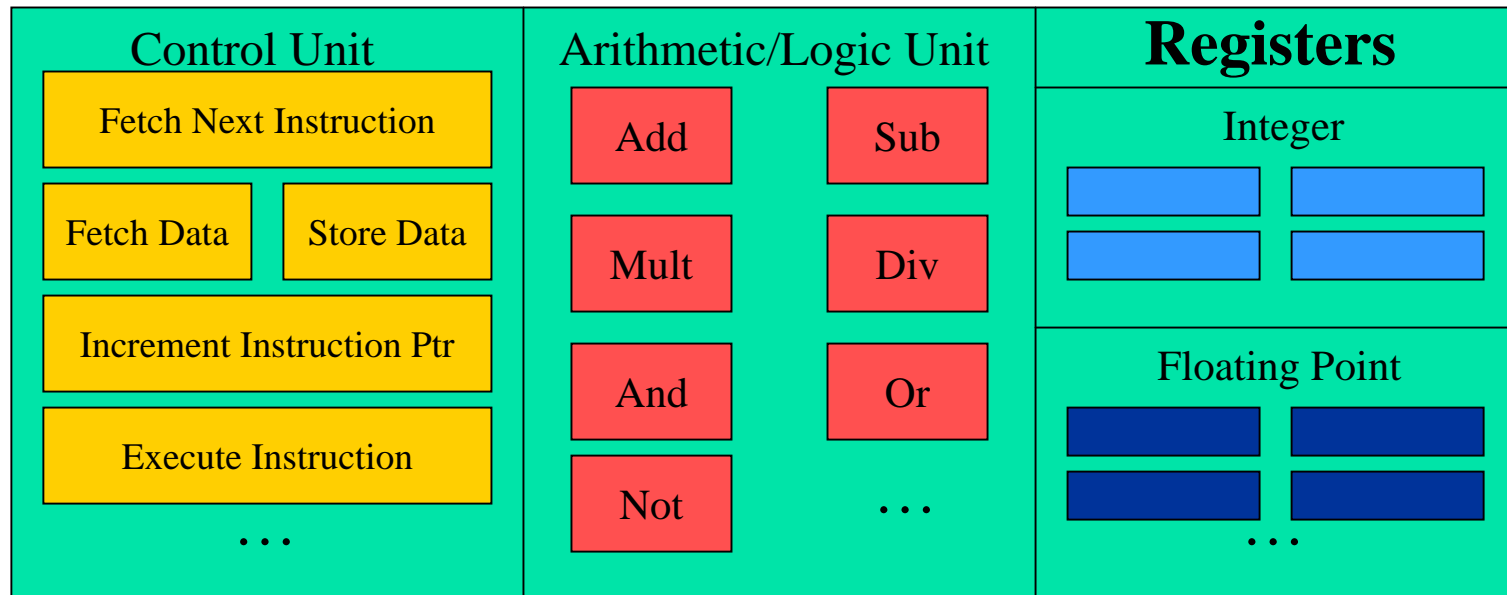 Control Unit
Fetch Next Instruction
Fetch Data
Store Data
Increment Instruction Ptr
Execute Instruction
…
Arithmetic/Logic Unit
Add
Sub
Mult
Div
And
Or
Not
…
Registers
Integer
Floating Point
…